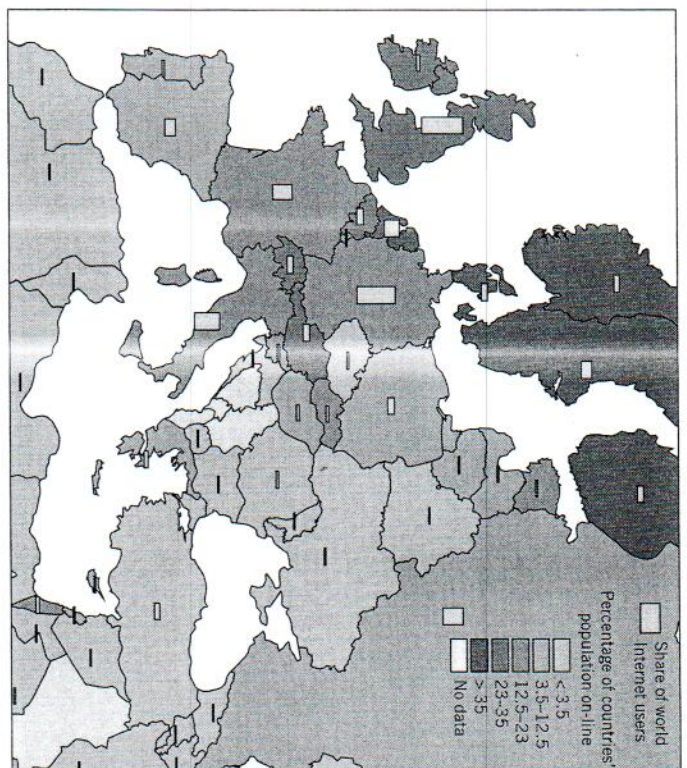 Share of world
Internet users
Percentage of countries'
population on-line
< 3.5
3.5–12.5
12.5–23
23–35
> 35
No data